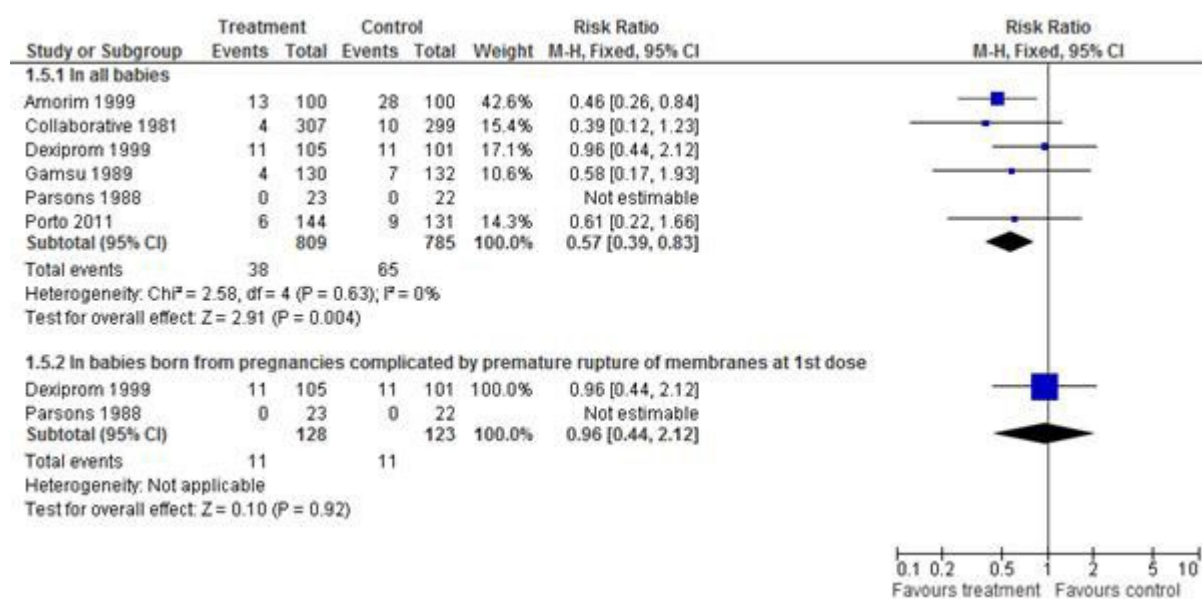 Treatment Control Risk Ratio Risk Ratio
Study or Subgroup Events Total Events Total Weight M-H, Fixed, 95% CI M-H, Fixed, 95% CI
1.5.1 In all babies
Amorim 1999 13 100 28 100 42.6% 0.46 [0.26, 0.84]
Collaborative 1981 4 307 10 299 15.4% 0.39 [0.12, 1.23]
Dexiprom 1999 11 105 11 101 17.1% 0.96 [0.44, 2.12]
Gamsu 1989 4 130 7 132 10.6% 0.58 [0.17, 1.93]
Parsons 1988 0 23 0 22 Not estimable
Porto 2011 6 144 9 131 14.3% 0.61 [0.22, 1.66]
Subtotal (95% CI) 809 785 100.0% 0.57 [0.39, 0.83]
Total events 38 65
Heterogeneity: Chi² = 2.58, df = 4 (P = 0.63); I² = 0%
Test for overall effect: Z = 2.91 (P = 0.004)
1.5.2 In babies born from pregnancies complicated by premature rupture of membranes at 1st dose
Dexiprom 1999 11 105 11 101 100.0% 0.96 [0.44, 2.12]
Parsons 1988 0 23 0 22 Not estimable
Subtotal (95% CI) 128 123 100.0% 0.96 [0.44, 2.12]
Total events 11 11
Heterogeneity: Not applicable
Test for overall effect: Z = 0.10 (P = 0.92)
0.1 0.2 0.5 1 2 5 10
Favours treatment Favours control